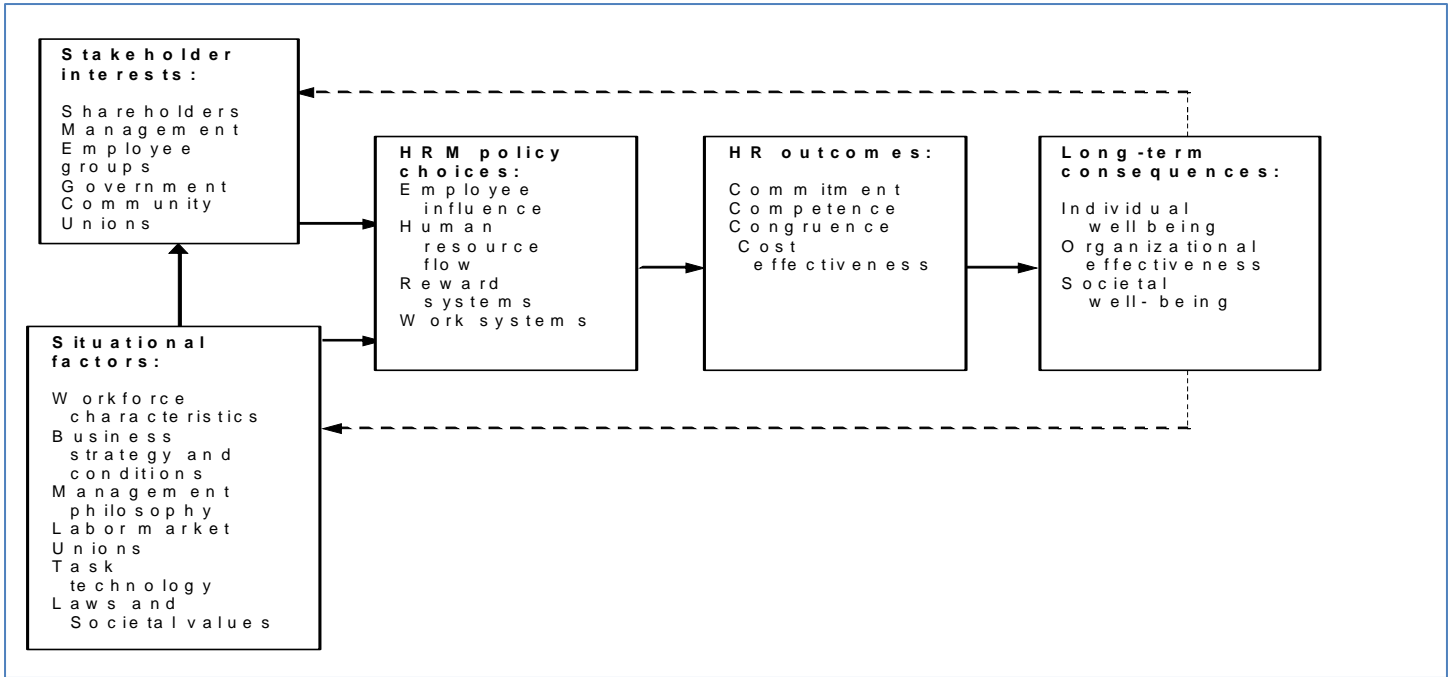 Stakeholder
interests:
Shareholders
Management
Employee
groups
Government
Community
Unions
HRM policy
choices:
Employee
influence
Human
resource
flow
Reward
systems
Work systems
HR outcomes:
Commitment
Competence
Congruence
Cost
effectiveness
Long-term
consequences:
Individual
well being
Organizational
effectiveness
Societal
well-being
Situational
factors:
Workforce
characteristics
Business
strategy and
conditions
Management
philosophy
Labor market
Unions
Task
technology
Laws and
Societal values